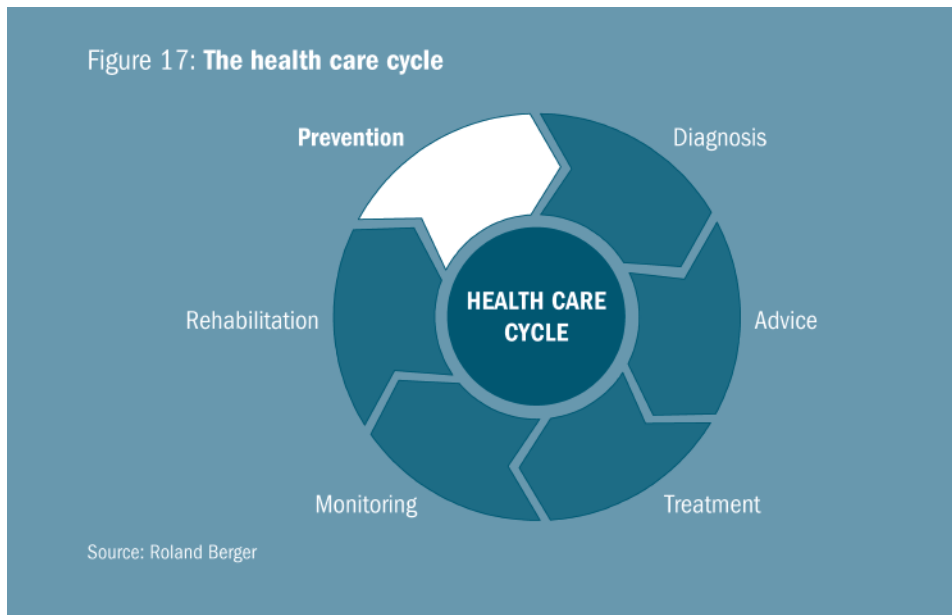 Figure 17: The health care cycle
Prevention
Diagnosis
Rehabilitation
HEALTH CARE
CYCLE
Advice
Monitoring
Treatment
Source: Roland Berger